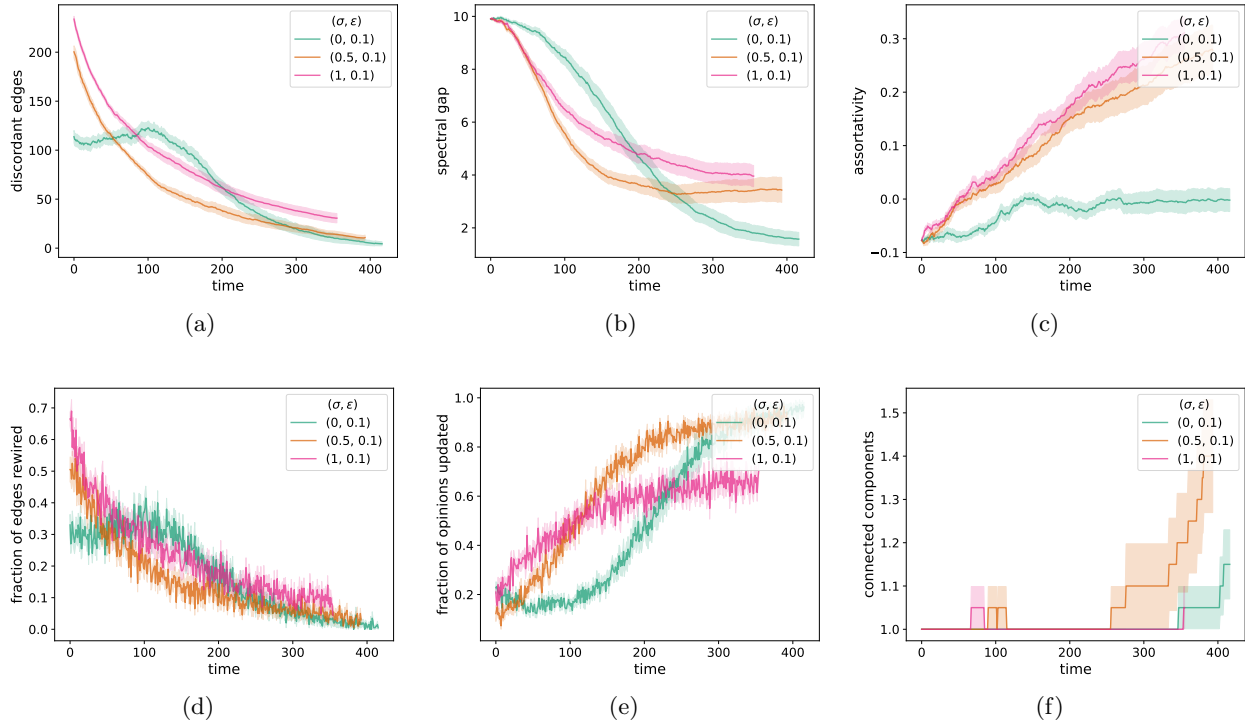 (σ, ε)
(0, 0.1)
(0.5, 0.1)
(1, 0.1)
discordant edges
200
150
100
50
0
0 100 200 300 400
time
(a)
(σ, ε)
(0, 0.1)
(0.5, 0.1)
(1, 0.1)
spectral gap
10
8
6
4
2
0 100 200 300 400
time
(b)
(σ, ε)
(0, 0.1)
(0.5, 0.1)
(1, 0.1)
assortativity
0.3
0.2
0.1
0.0
−0.1
0 100 200 300 400
time
(c)
(σ, ε)
(0, 0.1)
(0.5, 0.1)
(1, 0.1)
fraction of edges rewired
0.7
0.6
0.5
0.4
0.3
0.2
0.1
0.0
0 100 200 300 400
time
(d)
(σ, ε)
(0, 0.1)
(0.5, 0.1)
(1, 0.1)
fraction of opinions updated
1.0
0.8
0.6
0.4
0.2
0 100 200 300 400
time
(e)
(σ, ε)
(0, 0.1)
(0.5, 0.1)
(1, 0.1)
connected components
1.5
1.4
1.3
1.2
1.1
1.0
0 100 200 300 400
time
(f)